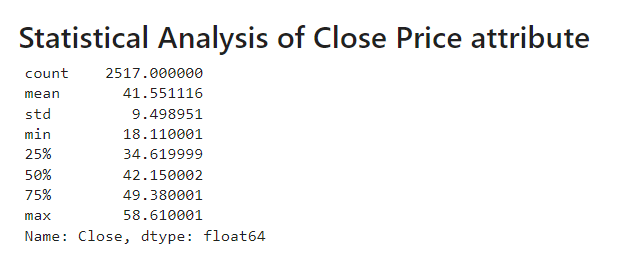 Statistical Analysis of Close Price attribute
count 2517.000000
mean 41.551116
std 9.498951
min 18.110001
25% 34.619999
50% 42.150002
75% 49.380001
max 58.610001
Name: Close, dtype: float64